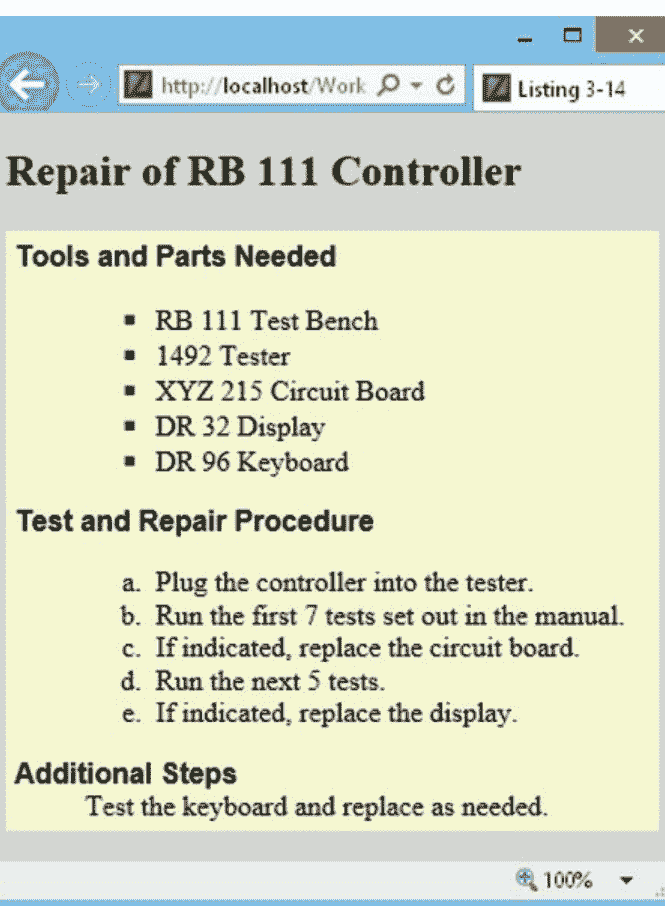 http://localhost/Work
Listing 3-14
Repair of RB 111 Controller
Tools and Parts Needed
RB 111 Test Bench
1492 Tester
XYZ 215 Circuit Board
DR 32 Display
DR 96 Keyboard
Test and Repair Procedure
a. Plug the controller into the tester.
b. Run the first 7 tests set out in the manual.
c. If indicated, replace the circuit board.
d. Run the next 5 tests.
e. If indicated, replace the display.
Additional Steps
Test the keyboard and replace as needed.
100%